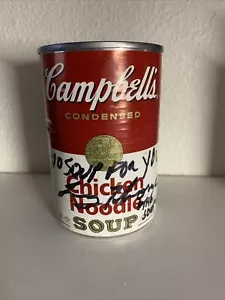 Campbell's
CONDENSED
NO SOUP FOR YOU
Chicken
Noodle
SOUP